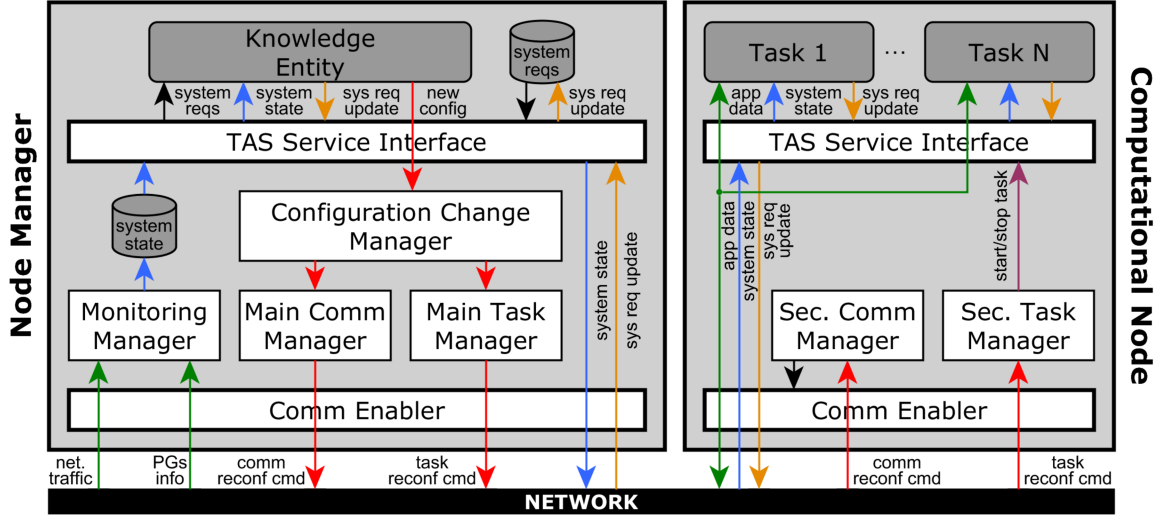 Node Manager
Knowledge
Entity
system
reqs
system
reqs
system
state
sys req
update
new
config
sys req
update
TAS Service Interface
system
state
Configuration Change
Manager
Monitoring
Manager
Main Comm
Manager
Main Task
Manager
system state
sys req update
Comm Enabler
net.
traffic
PGs
info
comm
reconf cmd
task
reconf cmd
Computational Node
Task 1
...
Task N
app
data
system
state
sys req
update
TAS Service Interface
app data
system state
sys req
update
start/stop task
Sec. Comm
Manager
Sec. Task
Manager
Comm Enabler
comm
reconf cmd
task
reconf cmd
NETWORK